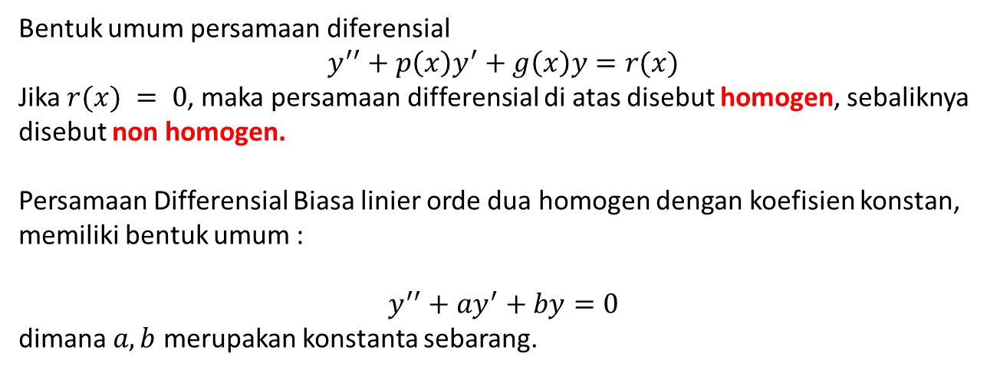 Bentuk umum persamaan diferensial
y′′ + p(x)y′ + g(x)y = r(x)
Jika r(x) = 0, maka persamaan differensial di atas disebut homogen, sebaliknya
disebut non homogen.
Persamaan Differensial Biasa linier orde dua homogen dengan koefisien konstan,
memiliki bentuk umum :
y′′ + ay′ + by = 0
dimana a, b merupakan konstanta sebarang.